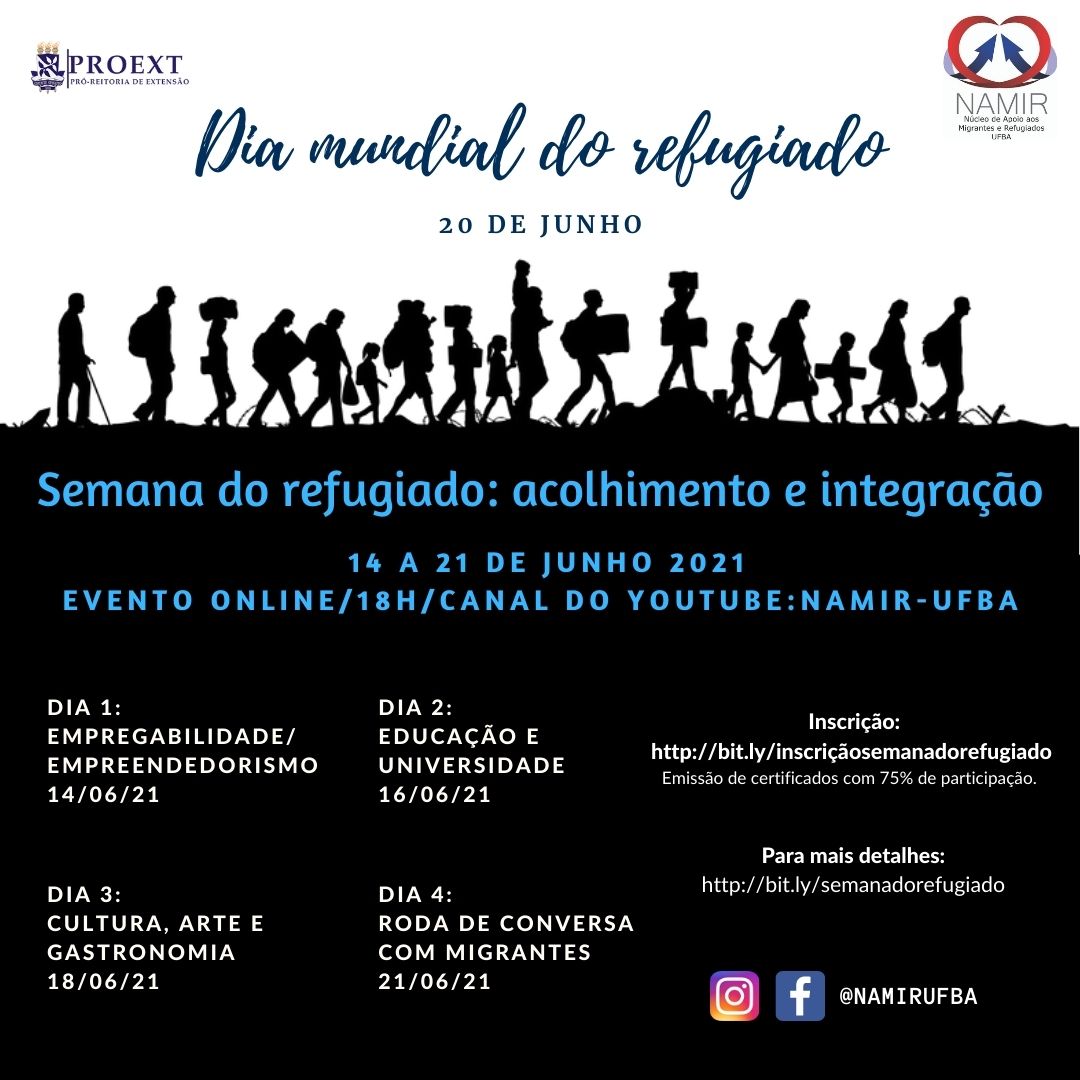 PROEXT
PRÓ-REITORIA DE EXTENSÃO
NAMIR
Núcleo de Apoio aos
Migrantes e Refugiados
UFBA
Dia mundial do refugiado
20 DE JUNHO
Semana do refugiado: acolhimento e integração
14 A 21 DE JUNHO 2021
EVENTO ONLINE/18H/CANAL DO YOUTUBE:NAMIR-UFBA
DIA 1:
EMPREGABILIDADE/
EMPREENDEDORISMO
14/06/21
DIA 2:
EDUCAÇÃO E
UNIVERSIDADE
16/06/21
Inscrição:
http://bit.ly/inscriçãosemanadorefugiado
Emissão de certificados com 75% de participação.
Para mais detalhes:
http://bit.ly/semanadorefugiado
DIA 3:
CULTURA, ARTE E
GASTRONOMIA
18/06/21
DIA 4:
RODA DE CONVERSA
COM MIGRANTES
21/06/21
@NAMIRUFBA